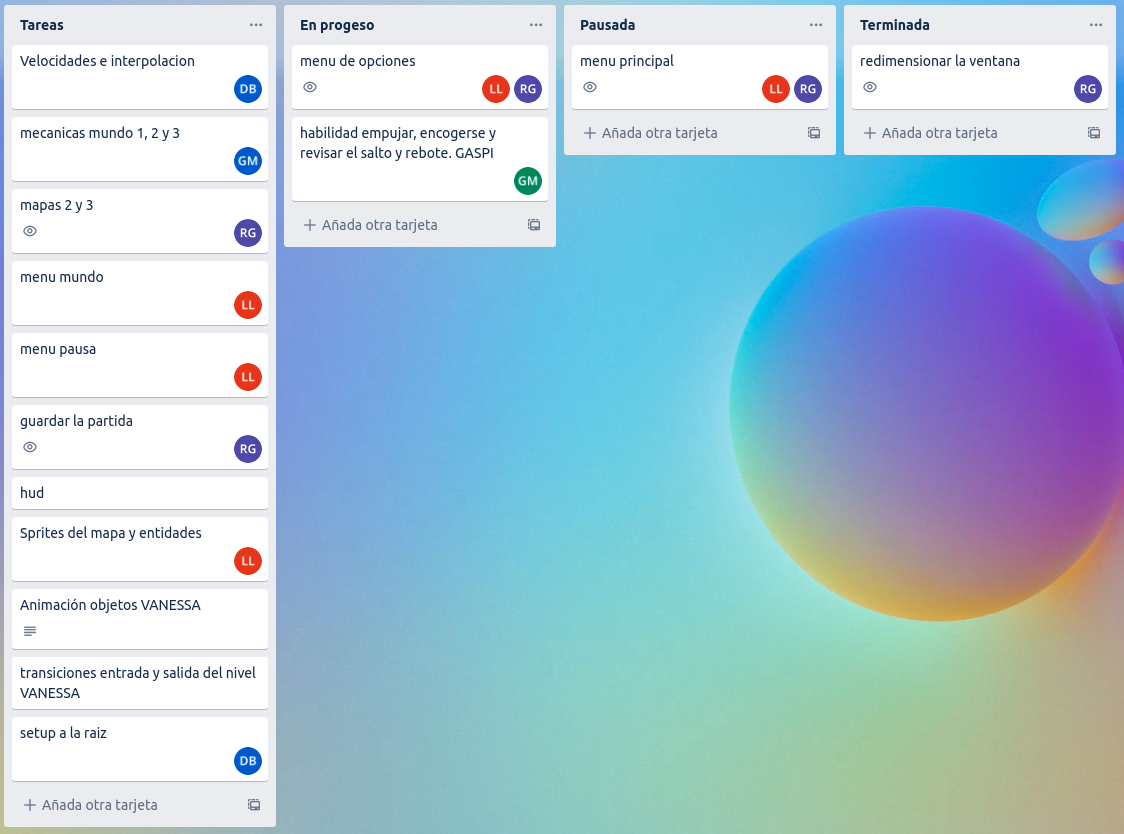 Tareas
Velocidades e interpolacion
DB
mecanicas mundo 1, 2 y 3
GM
mapas 2 y 3
RG
menu mundo
LL
menu pausa
LL
guardar la partida
RG
hud
Sprites del mapa y entidades
LL
Animación objetos VANESSA
transiciones entrada y salida del nivel
VANESSA
setup a la raiz
DB
Añada otra tarjeta
En progeso
menu de opciones
LL RG
habilidad empujar, encogerse y
revisar el salto y rebote. GASPI
GM
Añada otra tarjeta
Pausada
menu principal
LL RG
Añada otra tarjeta
Terminada
redimensionar la ventana
RG
Añada otra tarjeta